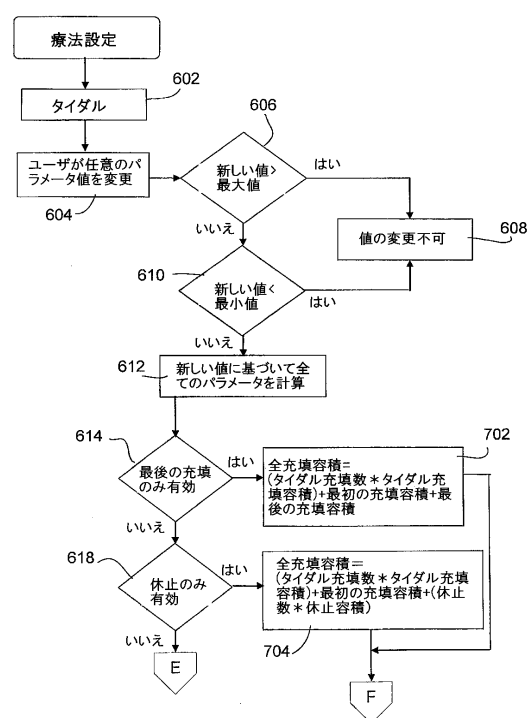 療法設定
602
タイダル
606
ユーザが任意のパ
ラメータ値を変更
604
新しい値>
最大値
はい
いいえ
608
値の変更不可
610
新しい値<
最小値
はい
いいえ
612
新しい値に基づいて全
てのパラメータを計算
614
最後の充填
のみ有効
はい
いいえ
702
全充填容積=
(タイダル充填数*タイダル充
填容積)+最初の充填容積+最
後の充填容積
618
休止のみ
有効
はい
いいえ
全充填容積=
(タイダル充填数*タイダル充填
容積)+最初の充填容積+(休止
数*休止容積)
704
E
F